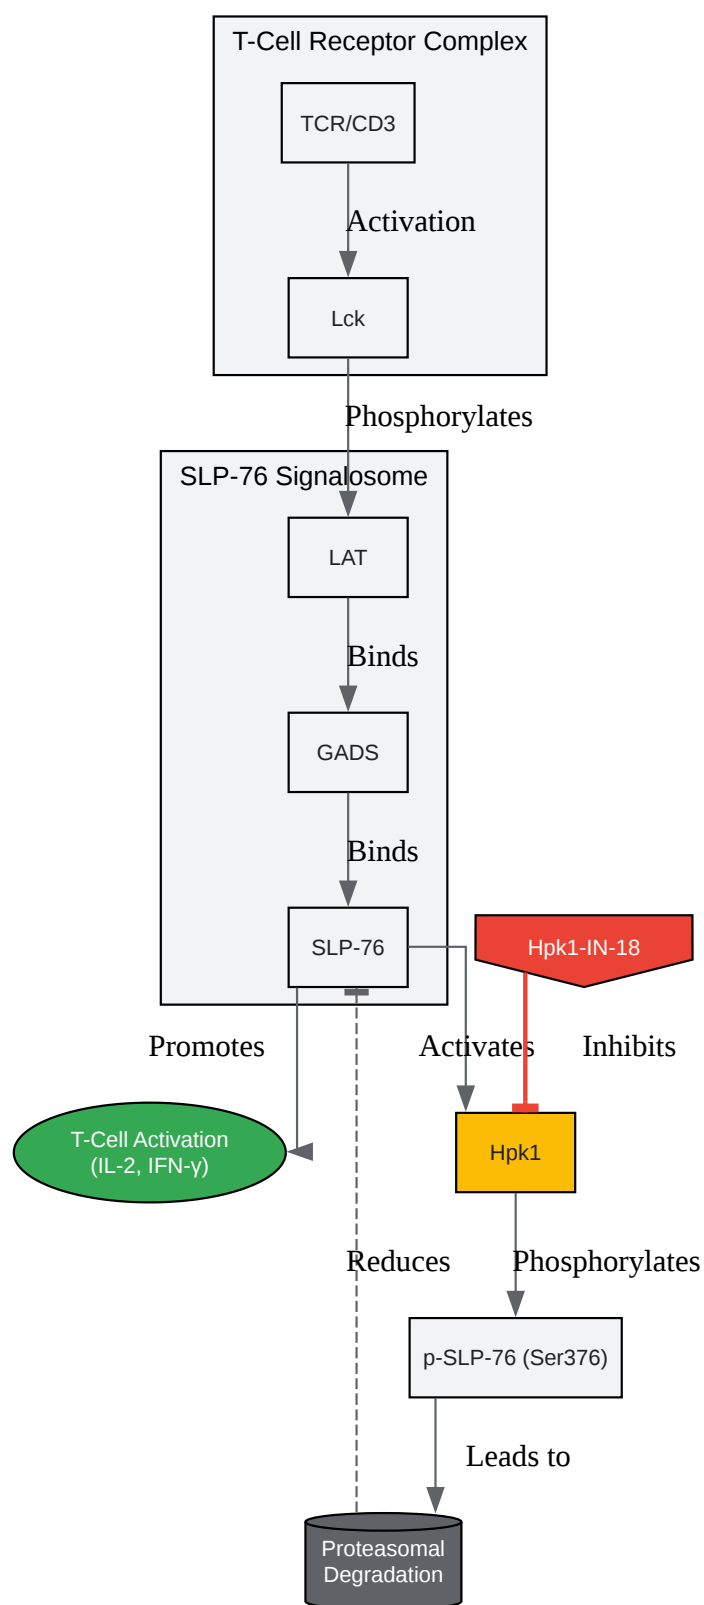 T-Cell Receptor Complex
TCR/CD3
Activation
Lck
Phosphorylates
SLP-76 Signalosome
LAT
Binds
GADS
Binds
SLP-76
Hpk1-IN-18
Promotes
Activates
Inhibits
T-Cell Activation
(IL-2, IFN-γ)
Hpk1
Reduces
Phosphorylates
p-SLP-76 (Ser376)
Leads to
Proteasomal
Degradation